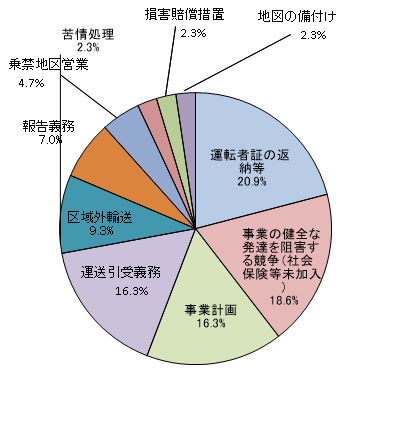 損害賠償措置
2.3%
地図の備付け
2.3%
苦情処理
2.3%
乗禁地区営業
4.7%
報告義務
7.0%
区域外輸送
9.3%
運送引受義務
16.3%
事業計画
16.3%
事業の健全な
発達を阻害す
る競争(社会
保険等未加入
)
18.6%
運転者証の返
納等
20.9%